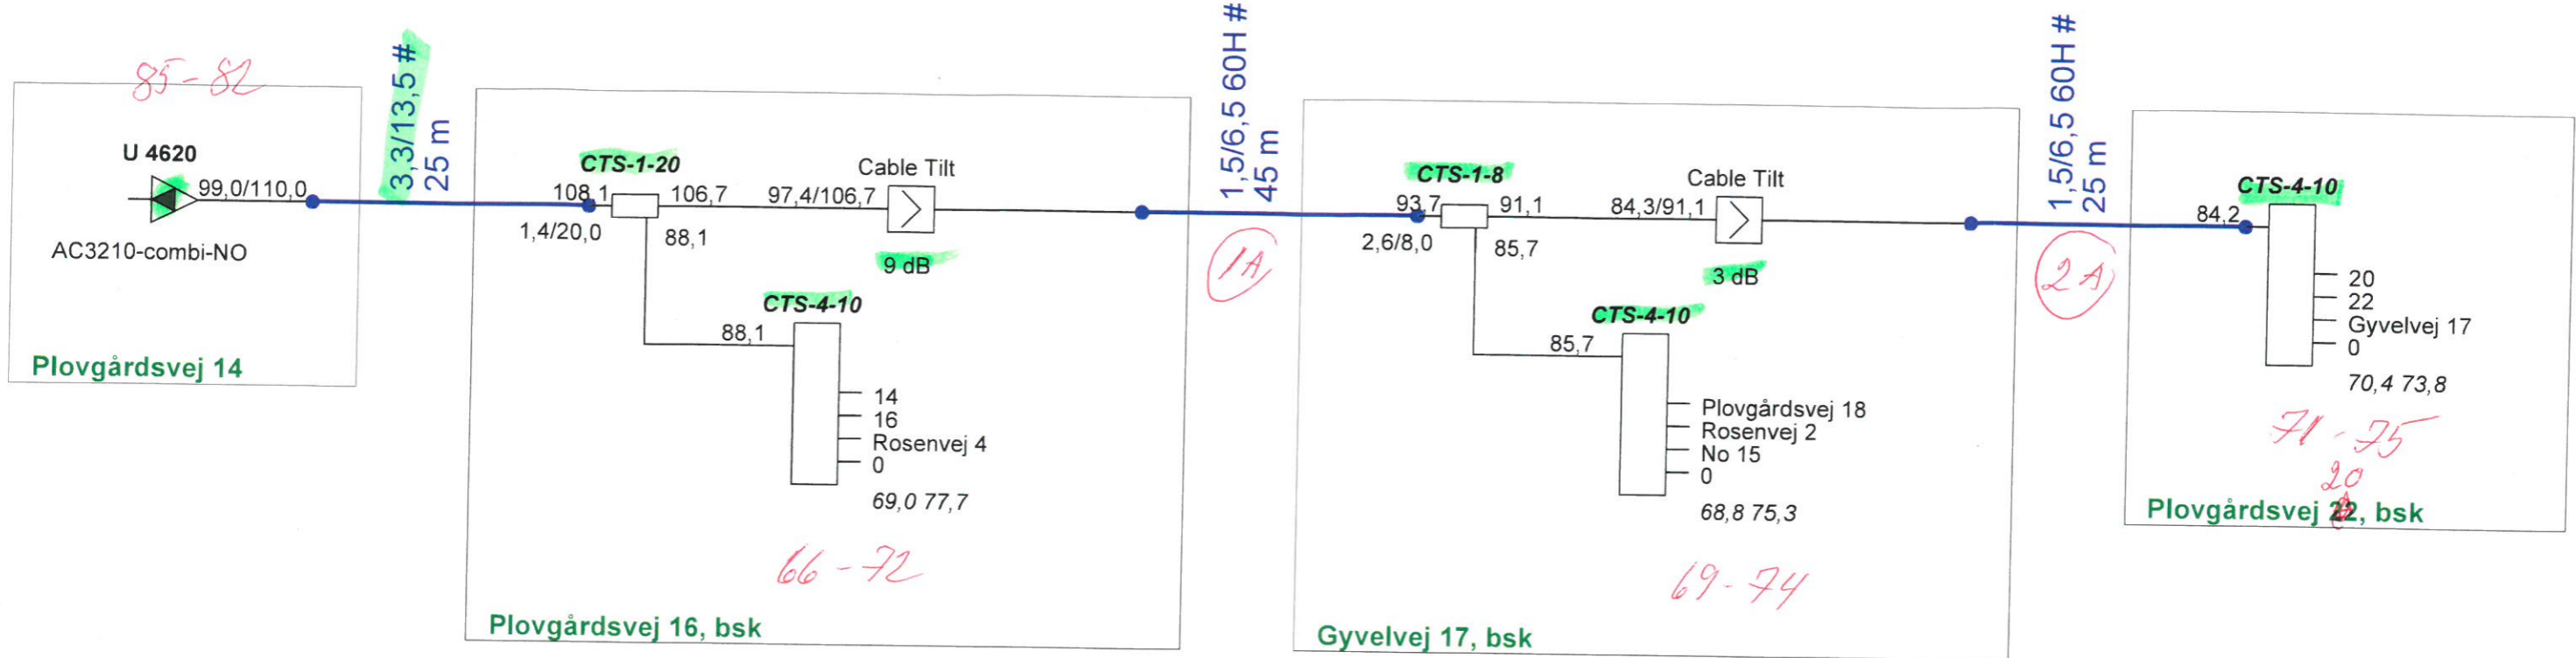 85-82
U 4620
99,0/110,0
AC3210-combi-NO
Plovgårdsvej 14
3,3/13,5 #
25 m
CTS-1-20
108,1
106,7
97,4/106,7
Cable Tilt
1,4/20,0
88,1
9 dB
CTS-4-10
88,1
14
16
Rosenvej 4
0
69,0 77,7
66-72
Plovgårdsvej 16, bsk
1,5/6,5 60H #
45 m
1A
CTS-1-8
93,7
91,1
84,3/91,1
Cable Tilt
2,6/8,0
85,7
3 dB
CTS-4-10
85,7
Plovgårdsvej 18
Rosenvej 2
No 15
0
68,8 75,3
69-74
Gyvelvej 17, bsk
1,5/6,5 60H #
25 m
2A
CTS-4-10
84,2
20
22
Gyvelvej 17
0
70,4 73,8
71-75
20
Plovgårdsvej 22, bsk